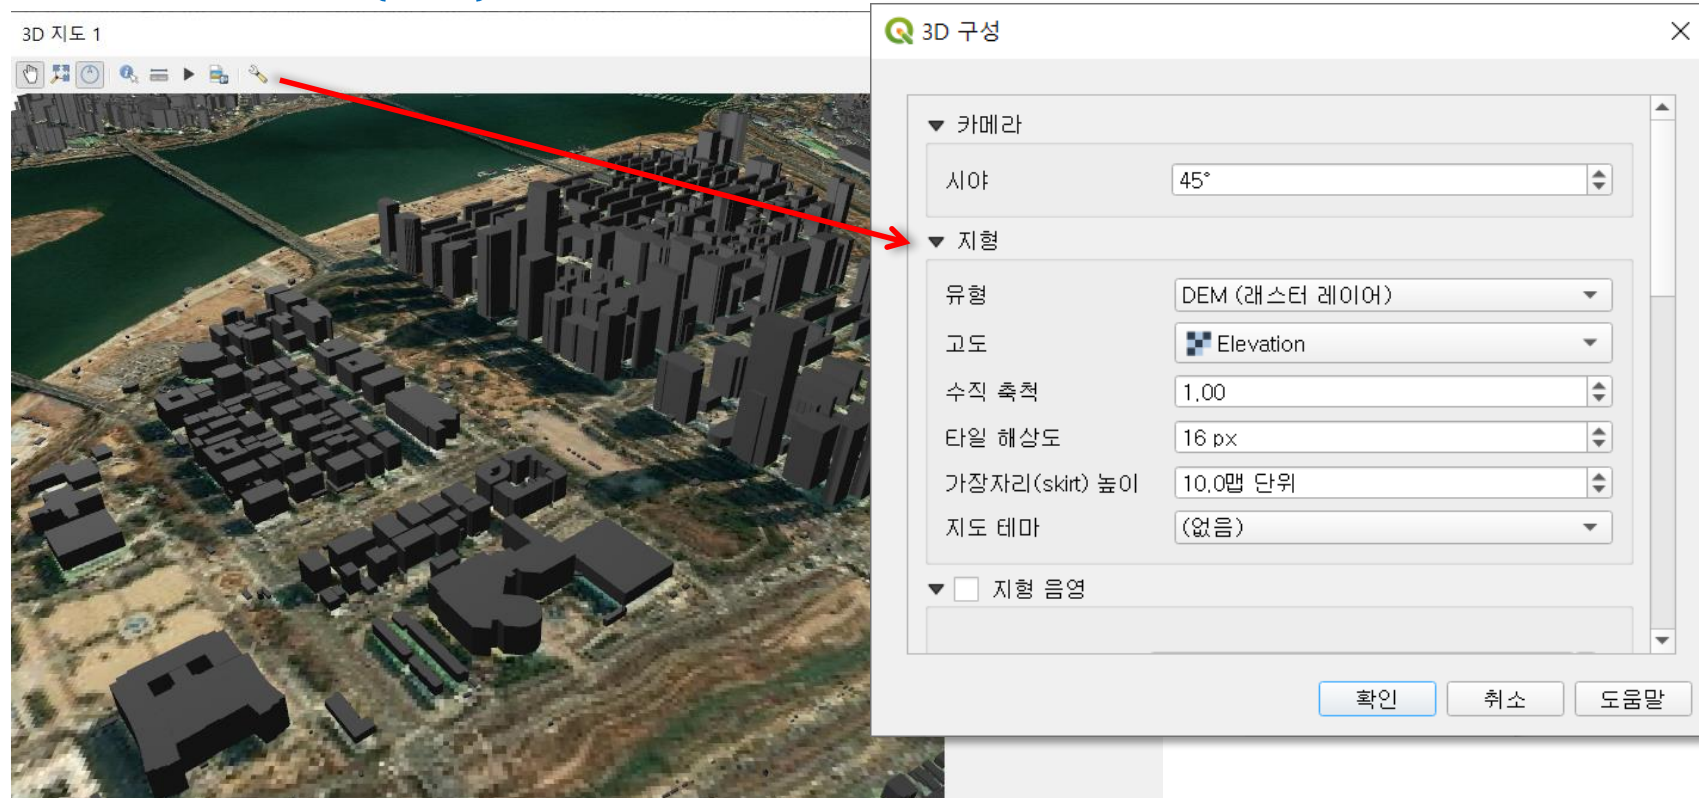 3D 지도 1
3D 구성
카메라
시야 45°
지형
유형 DEM (래스터 레이어)
고도 Elevation
수직 축척 1,00
타일 해상도 16 px
가장자리(skirt) 높이 10,0맵 단위
지도 테마 (없음)
지형 음영
확인 취소 도움말